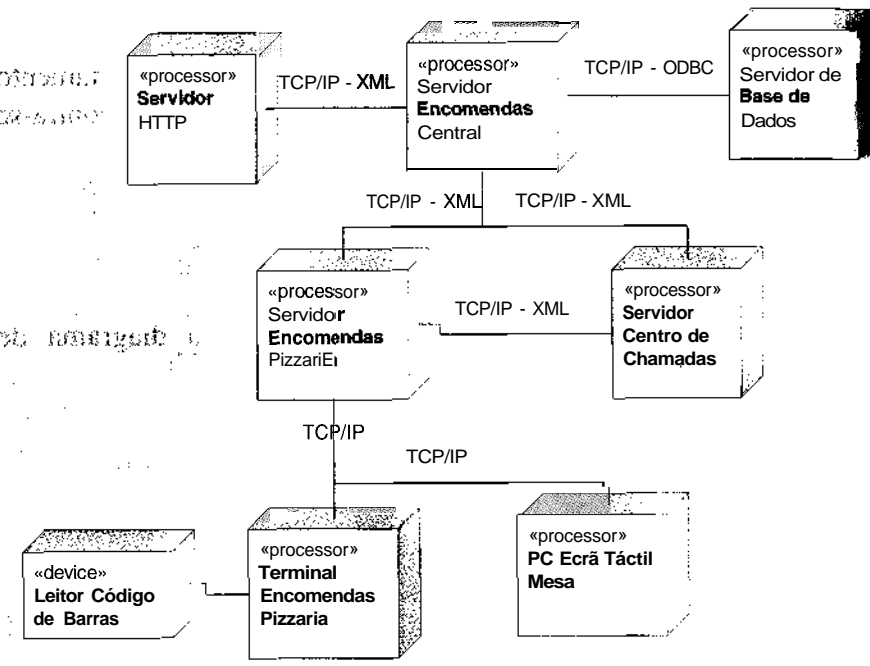 «processor»
Servidor
HTTP
TCP/IP - XML
«processor»
Servidor
Encomendas
Central
TCP/IP - ODBC
«processor»
Servidor de
Base de
Dados
TCP/IP - XML
TCP/IP - XML
«processor»
Servidor
Encomendas
TCP/IP - XML
«processor»
Servidor
Centro de
Chamadas
TCP/IP
TCP/IP
«device»
Leitor Código
de Barras
«processor»
Terminal
Encomendas
Pizzaria
«processor»
PC Ecrã Táctil
Mesa